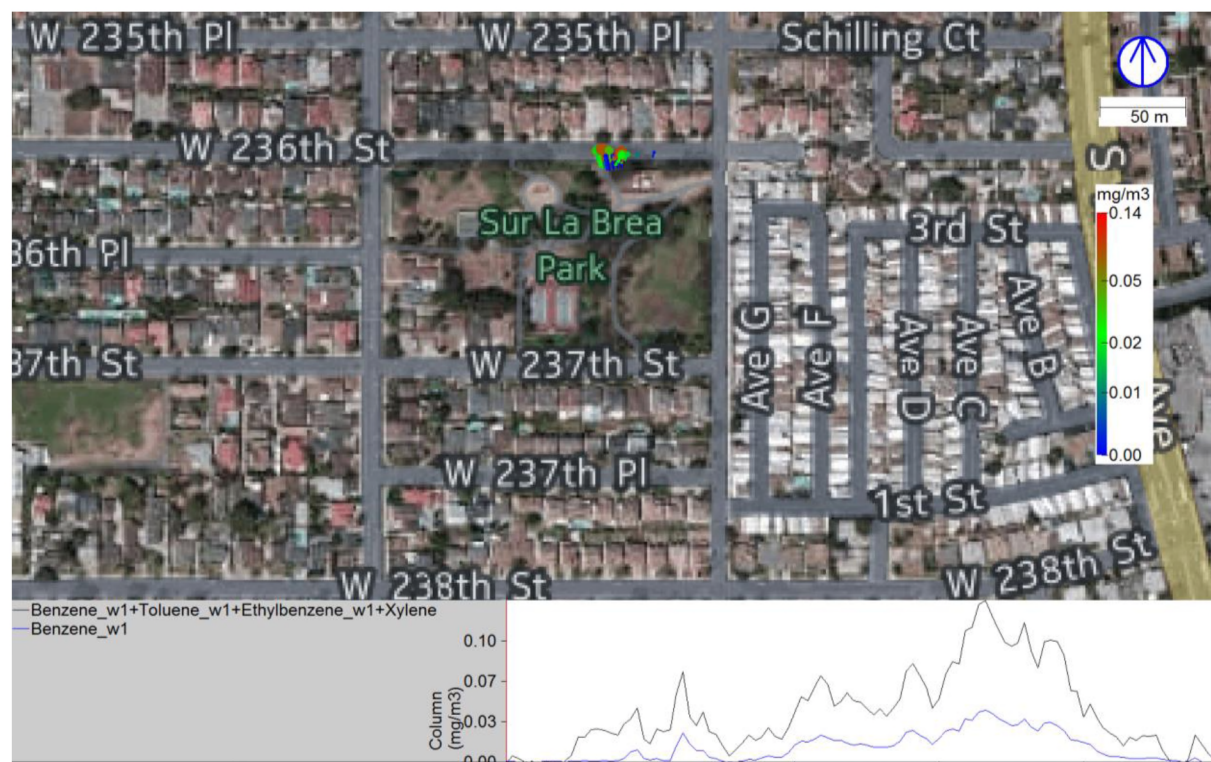 W 235th Pl
W 235th Pl
Schilling Ct
50 m
W 236th St
S
mg/m3
0.14
Sur La Brea
Park
3rd St
36th Pl
0.05
Ave B
0.02
Ave G
Ave F
Ave D
Ave C
37th St
W 237th St
0.01
Ave
0.00
W 237th Pl
1st St
W 238th St
W 238th St
Benzene_w1+Toluene_w1+Ethylbenzene_w1+Xylene
Benzene_w1
0.10
0.07
0.03
0.00
Column
(mg/m3)